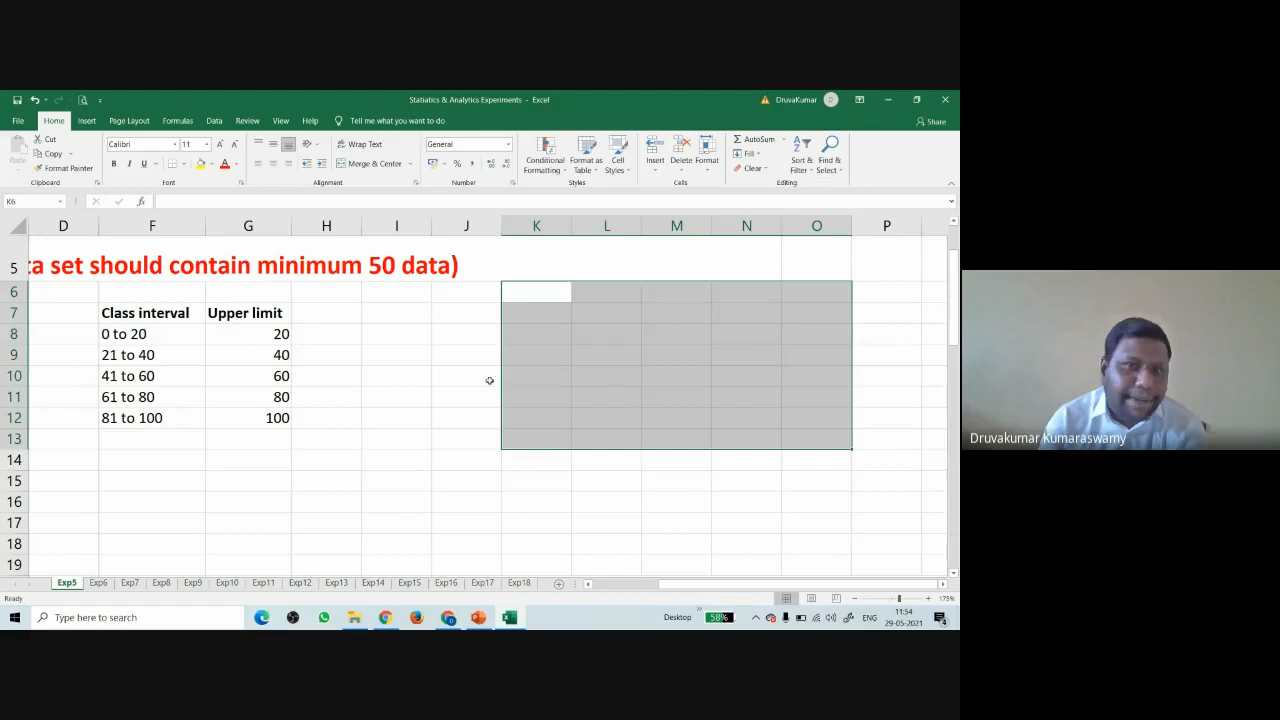 Statiatics & Analytics Experiments - Excel
DruvaKumar
D
File Home Insert Page Layout Formulas Data Review View Help Tell me what you want to do
Share
Paste
Cut
Copy
Format Painter
Clipboard
Calibri 11
B I U
Font
Wrap Text
Merge & Center
Alignment
General
%
Number
Conditional Formatting
Format as Table
Cell Styles
Styles
Insert Delete Format
Cells
AutoSum
Fill
Clear
Sort & Filter
Find & Select
Editing
K6
fx
D F G H I J K L M N O P
5 ta set should contain minimum 50 data)
6
7 Class interval Upper limit
8 0 to 20 20
9 21 to 40 40
10 41 to 60 60
11 61 to 80 80
12 81 to 100 100
13
14
15
16
17
18
19
Exp5 Exp6 Exp7 Exp8 Exp9 Exp10 Exp11 Exp12 Exp13 Exp14 Exp15 Exp16 Exp17 Exp18
Ready
175%
Type here to search
Desktop
58%
ENG
11:54
29-05-2021
4
Druvakumar Kumaraswamy